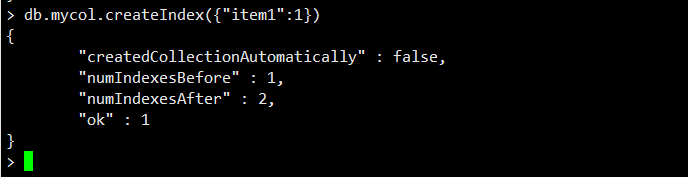 > db.mycol.createIndex({"item1":1})
{
        "createdCollectionAutomatically" : false,
        "numIndexesBefore" : 1,
        "numIndexesAfter" : 2,
        "ok" : 1
}
>